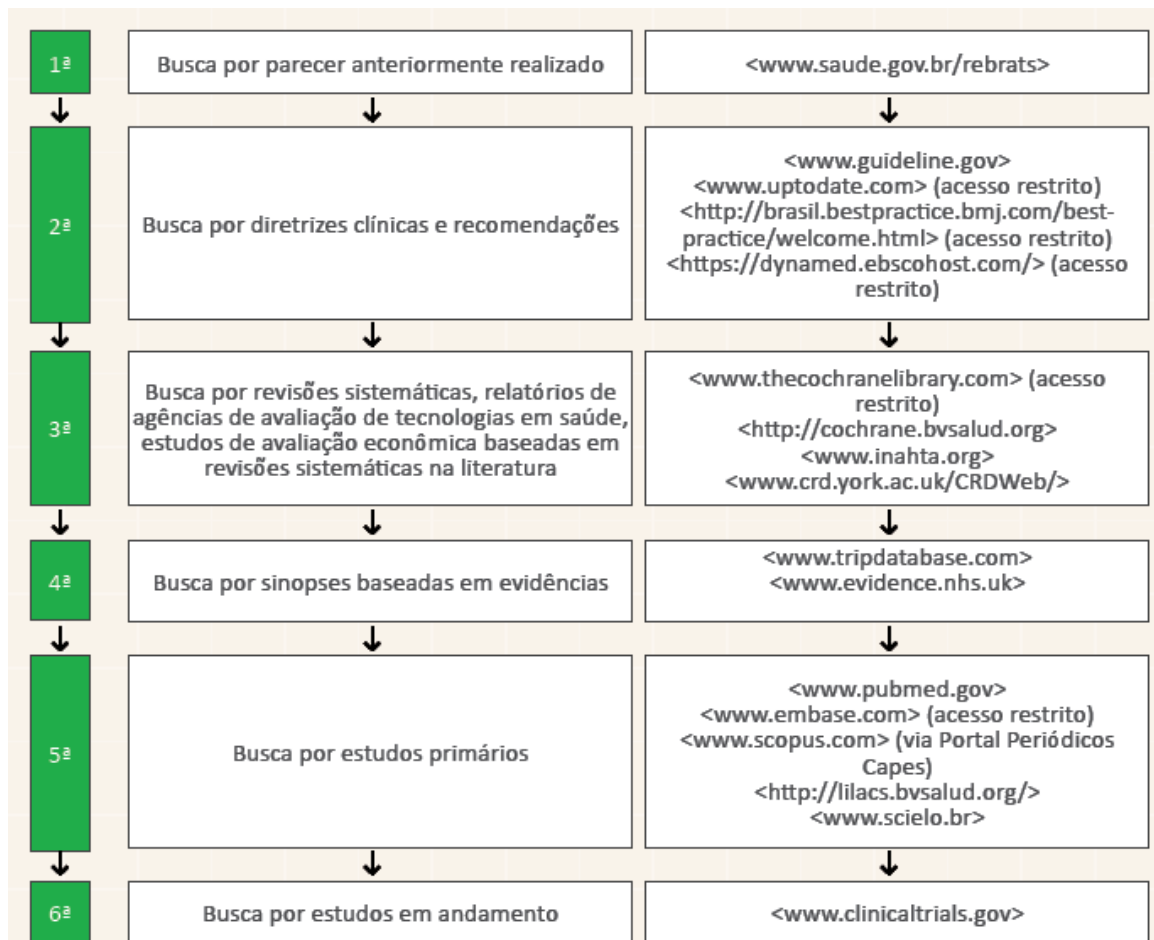 1ª
Busca por parecer anteriormente realizado
<www.saude.gov.br/rebrats>
2ª
Busca por diretrizes clínicas e recomendações
<www.guideline.gov>
<www.uptodate.com> (acesso restrito)
<http://brasil.bestpractice.bmj.com/best-
practice/welcome.html> (acesso restrito)
<https://dynamed.ebscohost.com/> (acesso
restrito)
3ª
Busca por revisões sistemáticas, relatórios de
agências de avaliação de tecnologias em saúde,
estudos de avaliação econômica baseadas em
revisões sistemáticas na literatura
<www.thecochranelibrary.com> (acesso
restrito)
<http://cochrane.bvsalud.org>
<www.inahta.org>
<www.crd.york.ac.uk/CRDWeb/>
4ª
Busca por sinopses baseadas em evidências
<www.tripdatabase.com>
<www.evidence.nhs.uk>
5ª
Busca por estudos primários
<www.pubmed.gov>
<www.embase.com> (acesso restrito)
<www.scopus.com> (via Portal Periódicos
Capes)
<http://lilacs.bvsalud.org/>
<www.scielo.br>
6ª
Busca por estudos em andamento
<www.clinicaltrials.gov>